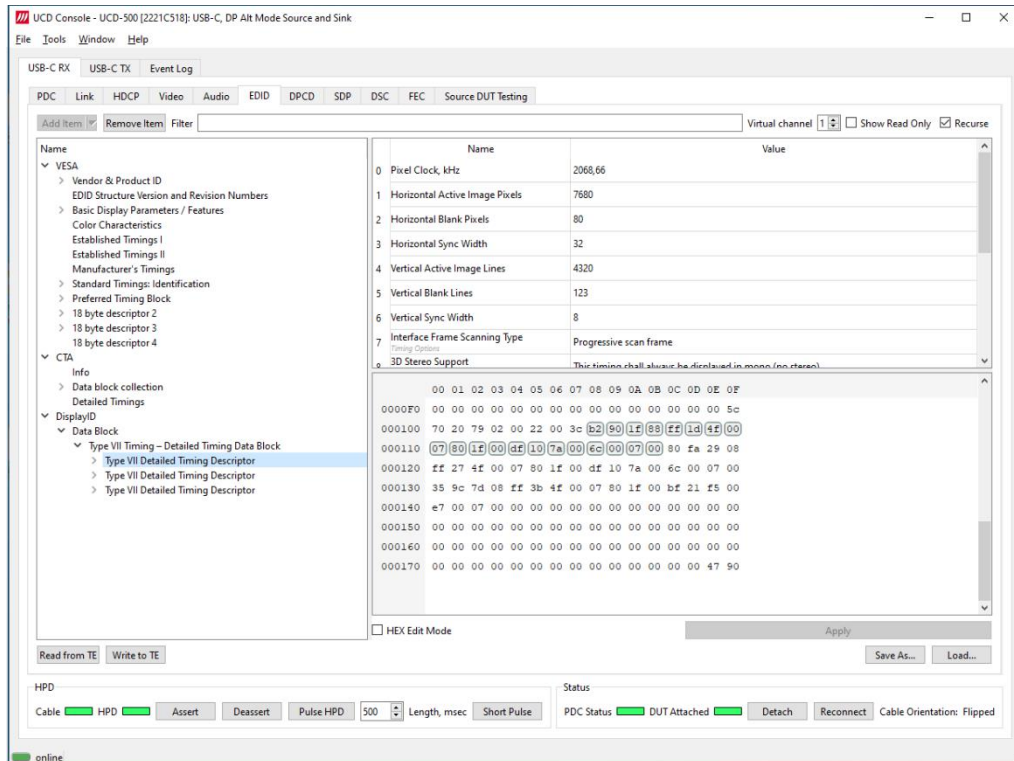 UCD Console - UCD-500 [2221C518]: USB-C, DP Alt Mode Source and Sink
File Tools Window Help
USB-C RX USB-C TX Event Log
PDC Link HDCP Video Audio EDID DPCD SDP DSC FEC Source DUT Testing
Add Item Remove Item Filter Virtual channel 1 Show Read Only Recurse
Name
VESA
Vendor & Product ID
EDID Structure Version and Revision Numbers
Basic Display Parameters / Features
Color Characteristics
Established Timings I
Established Timings II
Manufacturer's Timings
Standard Timings: Identification
Preferred Timing Block
18 byte descriptor 2
18 byte descriptor 3
18 byte descriptor 4
CTA
Info
Data block collection
Detailed Timings
DisplayID
Data Block
Type VII Timing – Detailed Timing Data Block
Type VII Detailed Timing Descriptor
Type VII Detailed Timing Descriptor
Type VII Detailed Timing Descriptor
Name Value
0 Pixel Clock, kHz 2068,66
1 Horizontal Active Image Pixels 7680
2 Horizontal Blank Pixels 80
3 Horizontal Sync Width 32
4 Vertical Active Image Lines 4320
5 Vertical Blank Lines 123
6 Vertical Sync Width 8
7 Interface Frame Scanning Type Progressive scan frame
Timing Options
8 3D Stereo Support This timing shall always be displayed in mono (no stereo)
00 01 02 03 04 05 06 07 08 09 0A 0B 0C 0D 0E 0F
0000F0 00 00 00 00 00 00 00 00 00 00 00 00 00 00 00 5c
000100 70 20 79 02 00 22 00 3c b2 90 1f 88 ff 1d 4f 00
000110 07 80 1f 00 df 10 7a 00 6c 00 07 00 80 fa 29 08
000120 ff 27 4f 00 07 80 1f 00 df 10 7a 00 6c 00 07 00
000130 35 9c 7d 08 ff 3b 4f 00 07 80 1f 00 bf 21 f5 00
000140 e7 00 07 00 00 00 00 00 00 00 00 00 00 00 00 00
000150 00 00 00 00 00 00 00 00 00 00 00 00 00 00 00 00
000160 00 00 00 00 00 00 00 00 00 00 00 00 00 00 00 00
000170 00 00 00 00 00 00 00 00 00 00 00 00 00 00 47 90
HEX Edit Mode Apply
Read from TE Write to TE Save As... Load...
HPD Status
Cable HPD Assert Deassert Pulse HPD 500 Length, msec Short Pulse PDC Status DUT Attached Detach Reconnect Cable Orientation: Flipped
online